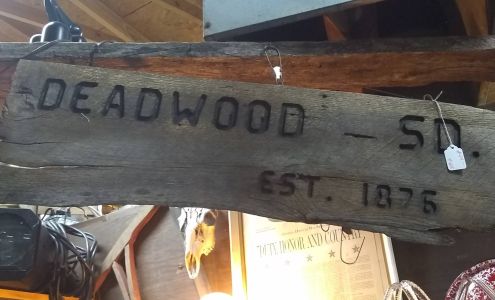 DEADWOOD - SD.
EST. 1876
"DUTY HONOR AND COUNTRY"